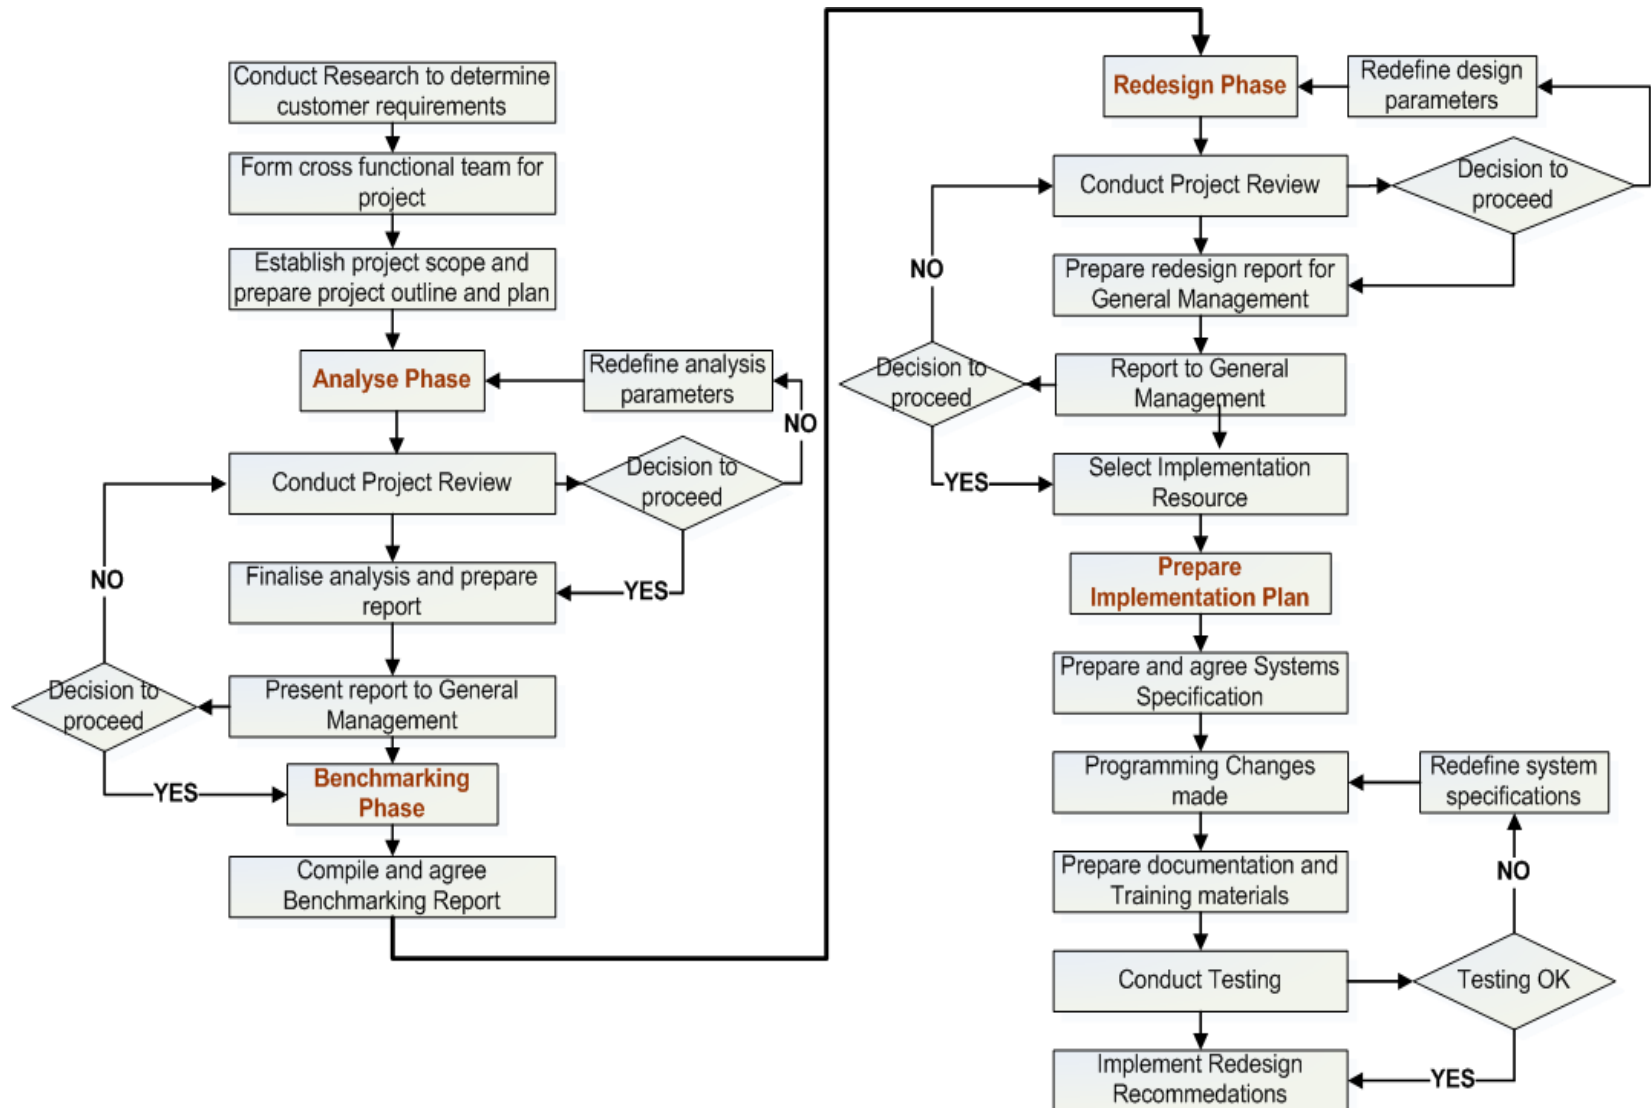 Conduct Research to determine
customer requirements
Form cross functional team for
project
Establish project scope and
prepare project outline and plan
Analyse Phase
Redefine analysis
parameters
NO
Conduct Project Review
Decision to
proceed
NO
Finalise analysis and prepare
report
YES
Decision to
proceed
Present report to General
Management
YES
Benchmarking
Phase
Compile and agree
Benchmarking Report
Redesign Phase
Redefine design
parameters
Conduct Project Review
Decision to
proceed
NO
Prepare redesign report for
General Management
Decision to
proceed
Report to General
Management
YES
Select Implementation
Resource
Prepare
Implementation Plan
Prepare and agree Systems
Specification
Programming Changes
made
Redefine system
specifications
Prepare documentation and
Training materials
NO
Conduct Testing
Testing OK
Implement Redesign
Recommedations
YES